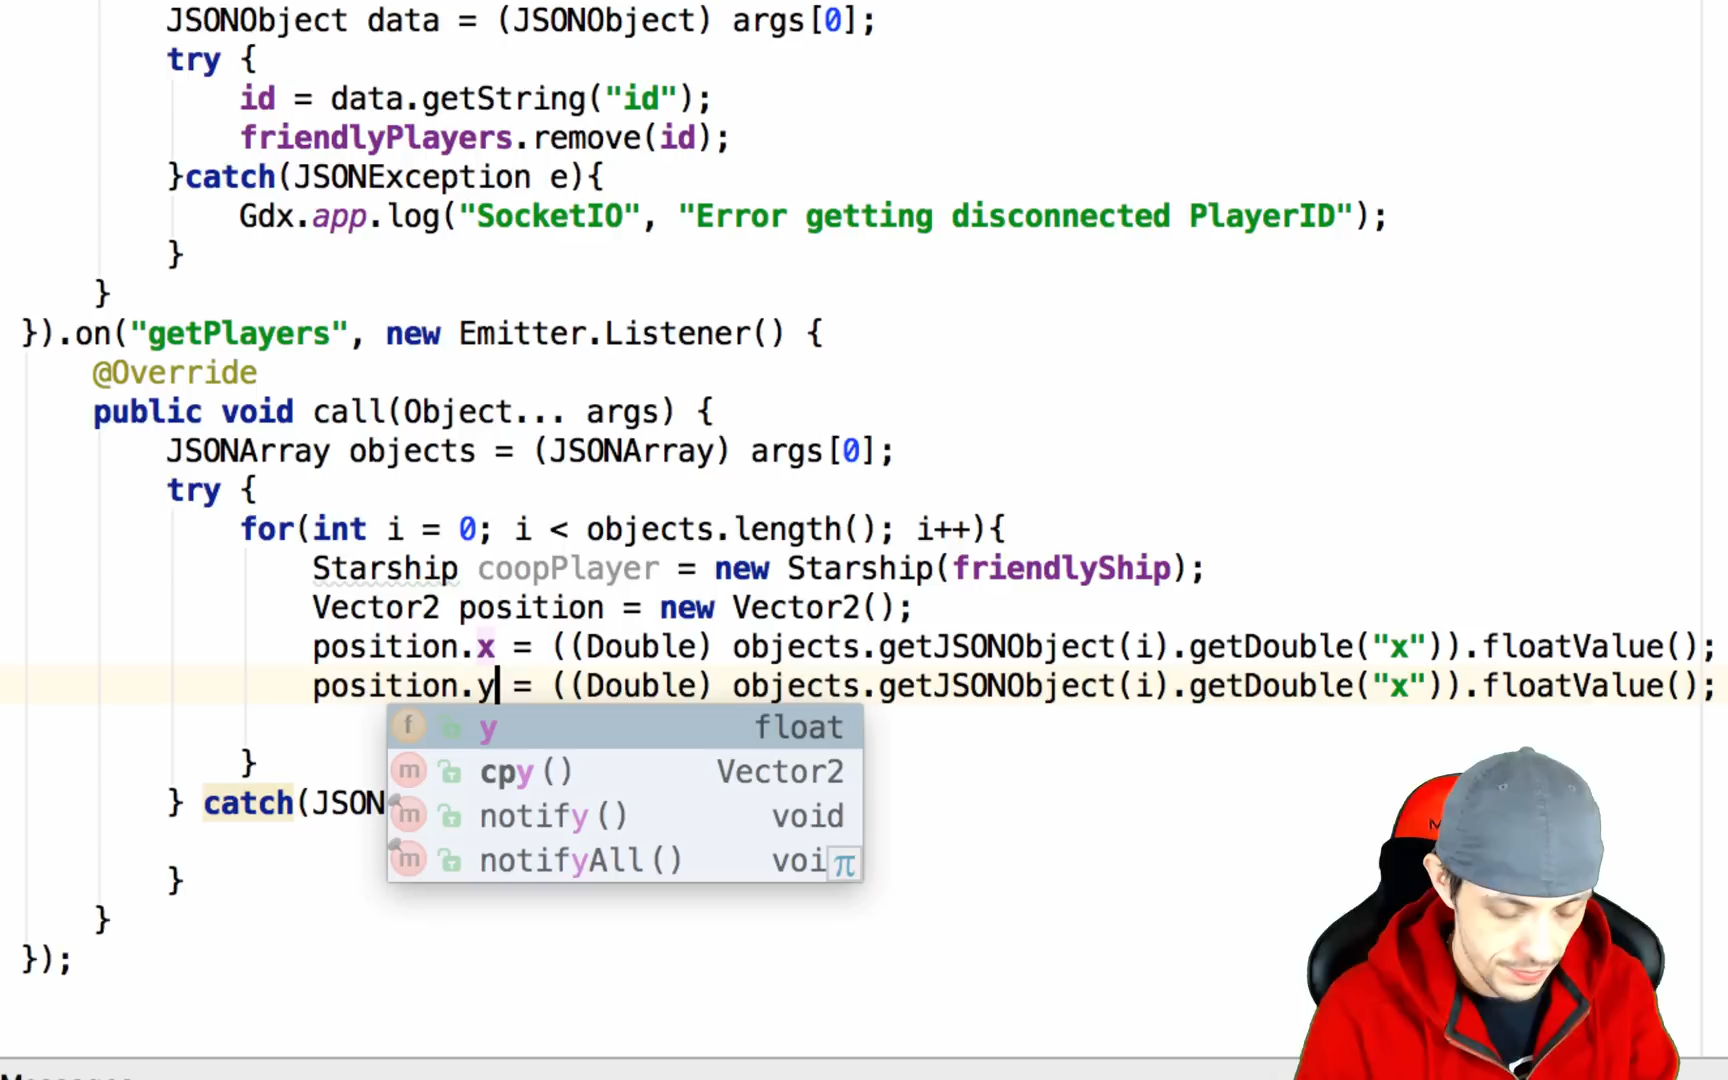 JSONObject data = (JSONObject) args[0];
try {
id = data.getString("id");
friendlyPlayers.remove(id);
}catch(JSONException e){
Gdx.app.log("SocketIO", "Error getting disconnected PlayerID");
}
}
}).on("getPlayers", new Emitter.Listener() {
@Override
public void call(Object... args) {
JSONArray objects = (JSONArray) args[0];
try {
for(int i = 0; i < objects.length(); i++){
Starship coopPlayer = new Starship(friendlyShip);
Vector2 position = new Vector2();
position.x = ((Double) objects.getJSONObject(i).getDouble("x")).floatValue();
position.y = ((Double) objects.getJSONObject(i).getDouble("x")).floatValue();
f y float
}
m cpy() Vector2
} catch(JSON
m notify() void
m notifyAll() voi π
}
}
});